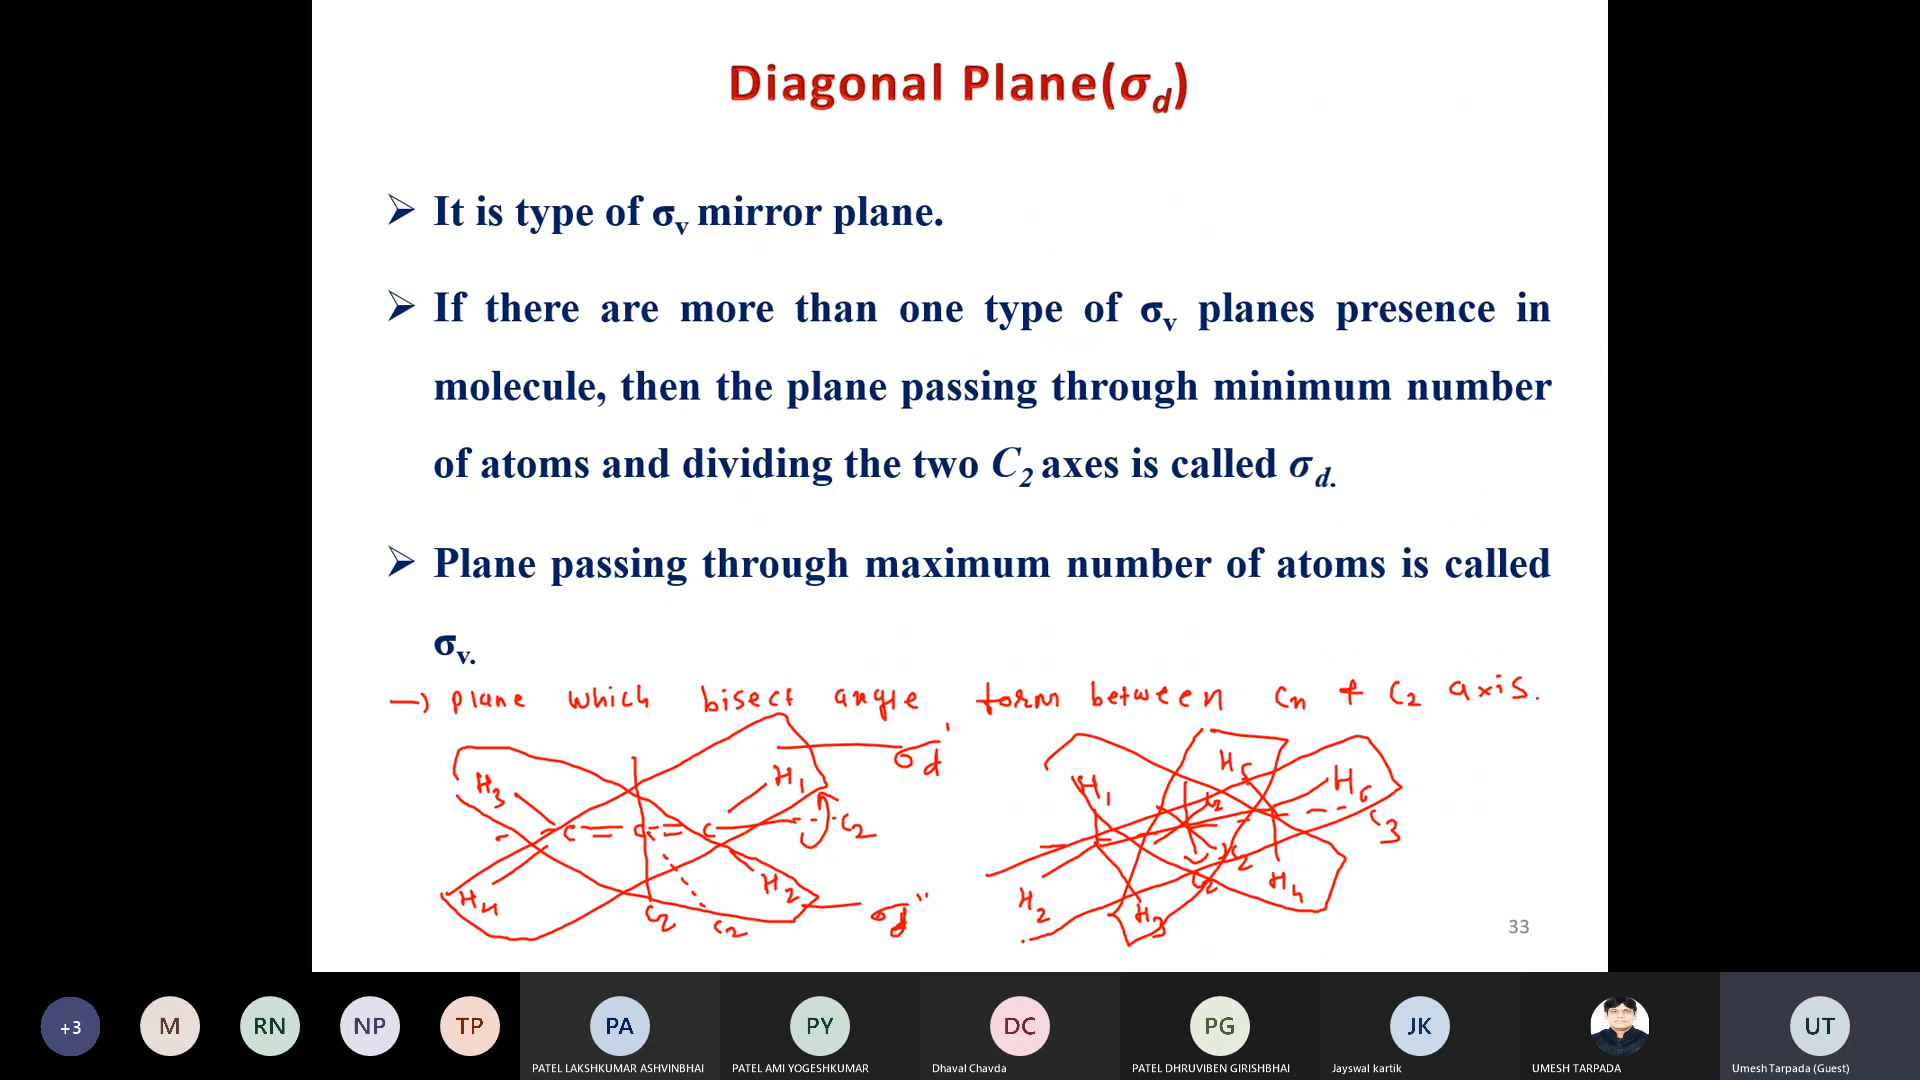 Diagonal Plane(σd)
➢ It is type of σv mirror plane.
➢ If there are more than one type of σv planes presence in
molecule, then the plane passing through minimum number
of atoms and dividing the two C2 axes is called σd.
➢ Plane passing through maximum number of atoms is called
σv.
→ plane which bisect angle form between Cn & C2 axis.
σd'
H3
H1
C = C = C
C2
H4
H2
C2
C2
σd"
H1
H5
H6
C2
C3
C2
C2
H2
H3
H4
33
+3
M
RN
NP
TP
PA
PY
DC
PG
JK
UT
PATEL LAKSHKUMAR ASHVINBHAI
PATEL AMI YOGESHKUMAR
Dhaval Chavda
PATEL DHRUVIBEN GIRISHBHAI
Jayswal kartik
UMESH TARPADA
Umesh Tarpada (Guest)